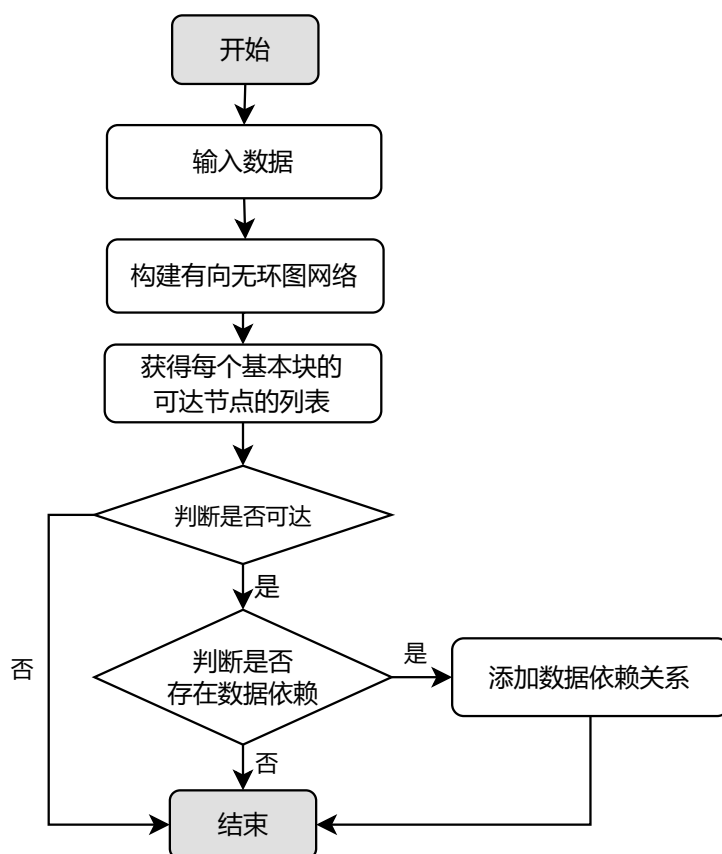 开始
输入数据
构建有向无环图网络
获得每个基本块的
可达节点的列表
判断是否可达
是
否
判断是否
存在数据依赖
是
添加数据依赖关系
否
结束